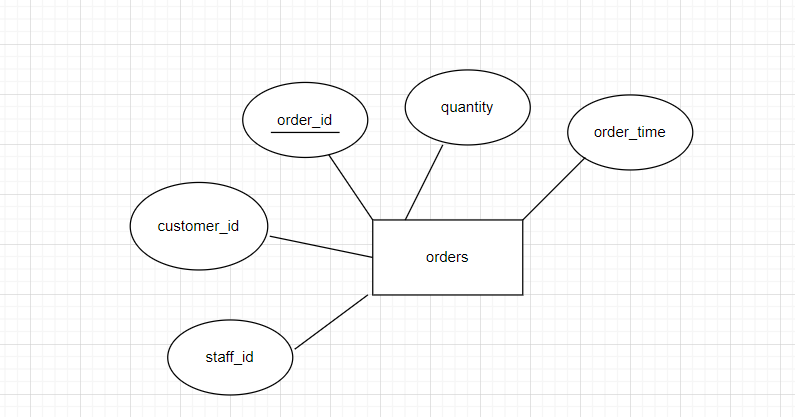 quantity
order_id
order_time
customer_id
orders
staff_id